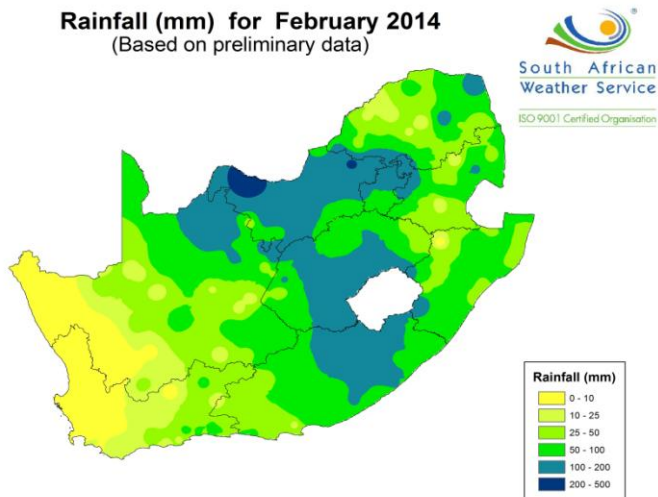 Rainfall (mm) for February 2014
(Based on preliminary data)
South African
Weather Service
ISO 9001 Certified Organisation
Rainfall (mm)
0 - 10
10 - 25
25 - 50
50 - 100
100 - 200
200 - 500